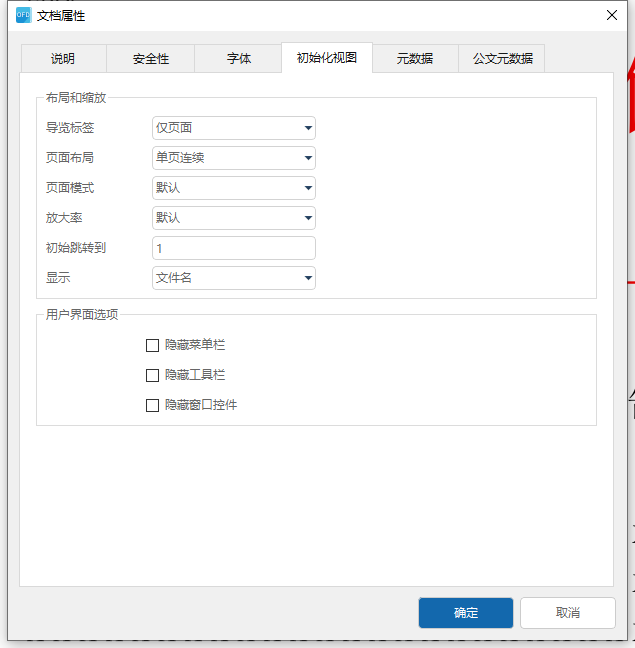 OFD 文档属性
说明 安全性 字体 初始化视图 元数据 公文元数据
布局和缩放
导览标签 仅页面
页面布局 单页连续
页面模式 默认
放大率 默认
初始跳转到 1
显示 文件名
用户界面选项
隐藏菜单栏
隐藏工具栏
隐藏窗口控件
确定 取消